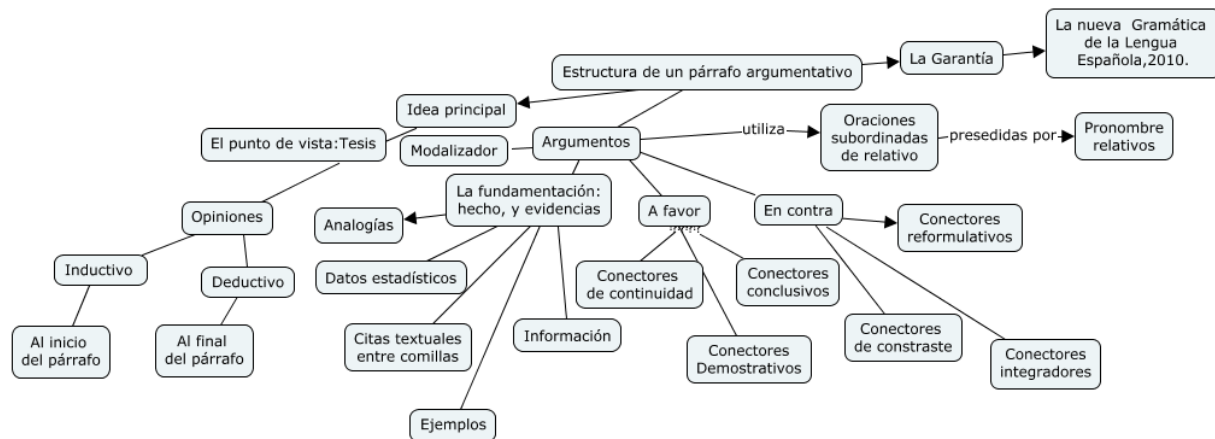 La nueva Gramática
de la Lengua
Española,2010.
La Garantía
Estructura de un párrafo argumentativo
Idea principal
El punto de vista:Tesis
Modalizador
Argumentos
utiliza
Oraciones
subordinadas
de relativo
presedidas por
Pronombre
relativos
Opiniones
Analogías
La fundamentación:
hecho, y evidencias
A favor
En contra
Conectores
reformulativos
Inductivo
Deductivo
Datos estadísticos
Conectores
de continuidad
Conectores
conclusivos
Al inicio
del párrafo
Al final
del párrafo
Citas textuales
entre comillas
Información
Conectores
Demostrativos
Conectores
de constraste
Conectores
integradores
Ejemplos